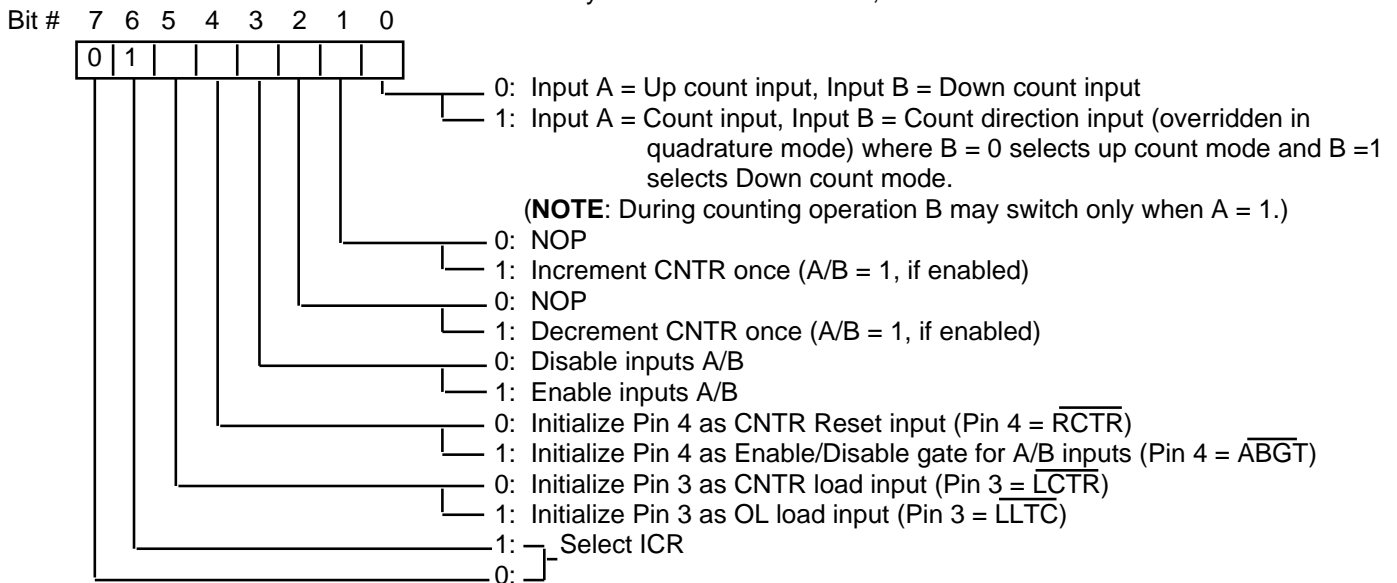 Bit # 7 6 5 4 3 2 1 0
0 1
0: Input A = Up count input, Input B = Down count input
1: Input A = Count input, Input B = Count direction input (overridden in
quadrature mode) where B = 0 selects up count mode and B =1
selects Down count mode.
(NOTE: During counting operation B may switch only when A = 1.)
0: NOP
1: Increment CNTR once (A/B = 1, if enabled)
0: NOP
1: Decrement CNTR once (A/B = 1, if enabled)
0: Disable inputs A/B
1: Enable inputs A/B
0: Initialize Pin 4 as CNTR Reset input (Pin 4 = R̅C̅T̅R̅)
1: Initialize Pin 4 as Enable/Disable gate for A/B inputs (Pin 4 = A̅B̅G̅T̅)
0: Initialize Pin 3 as CNTR load input (Pin 3 = L̅C̅T̅R̅)
1: Initialize Pin 3 as OL load input (Pin 3 = L̅L̅T̅C̅)
1: Select ICR
0: